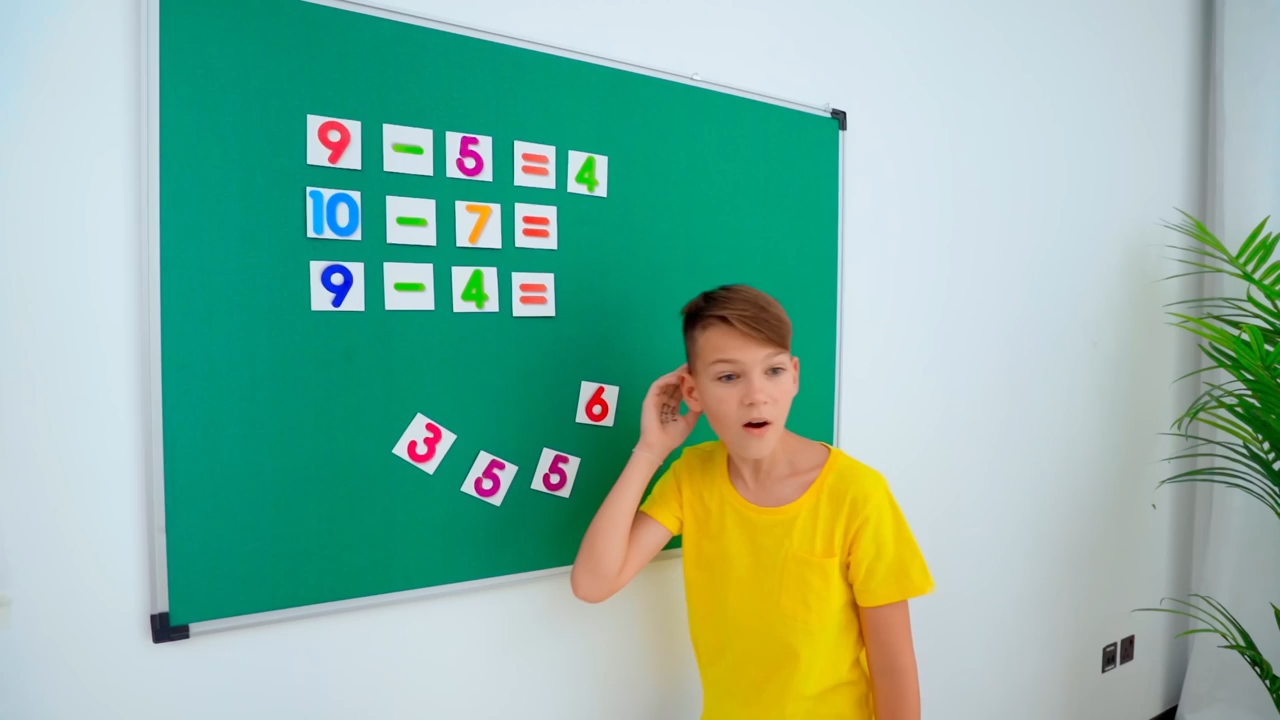 9 - 5 = 4
10 - 7 =
9 - 4 =
6
3 5 5